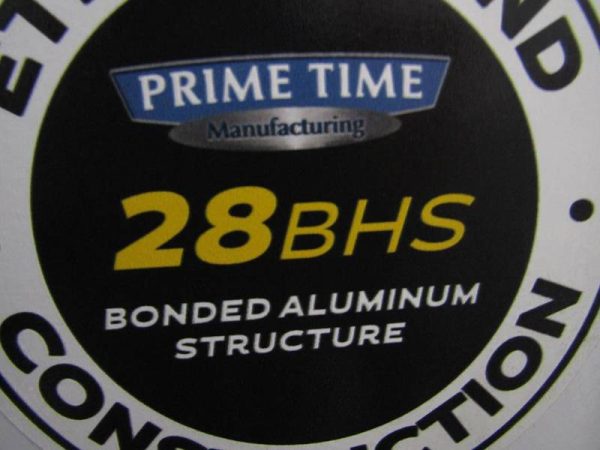 PRIME TIME
Manufacturing
28BHS
BONDED ALUMINUM
STRUCTURE